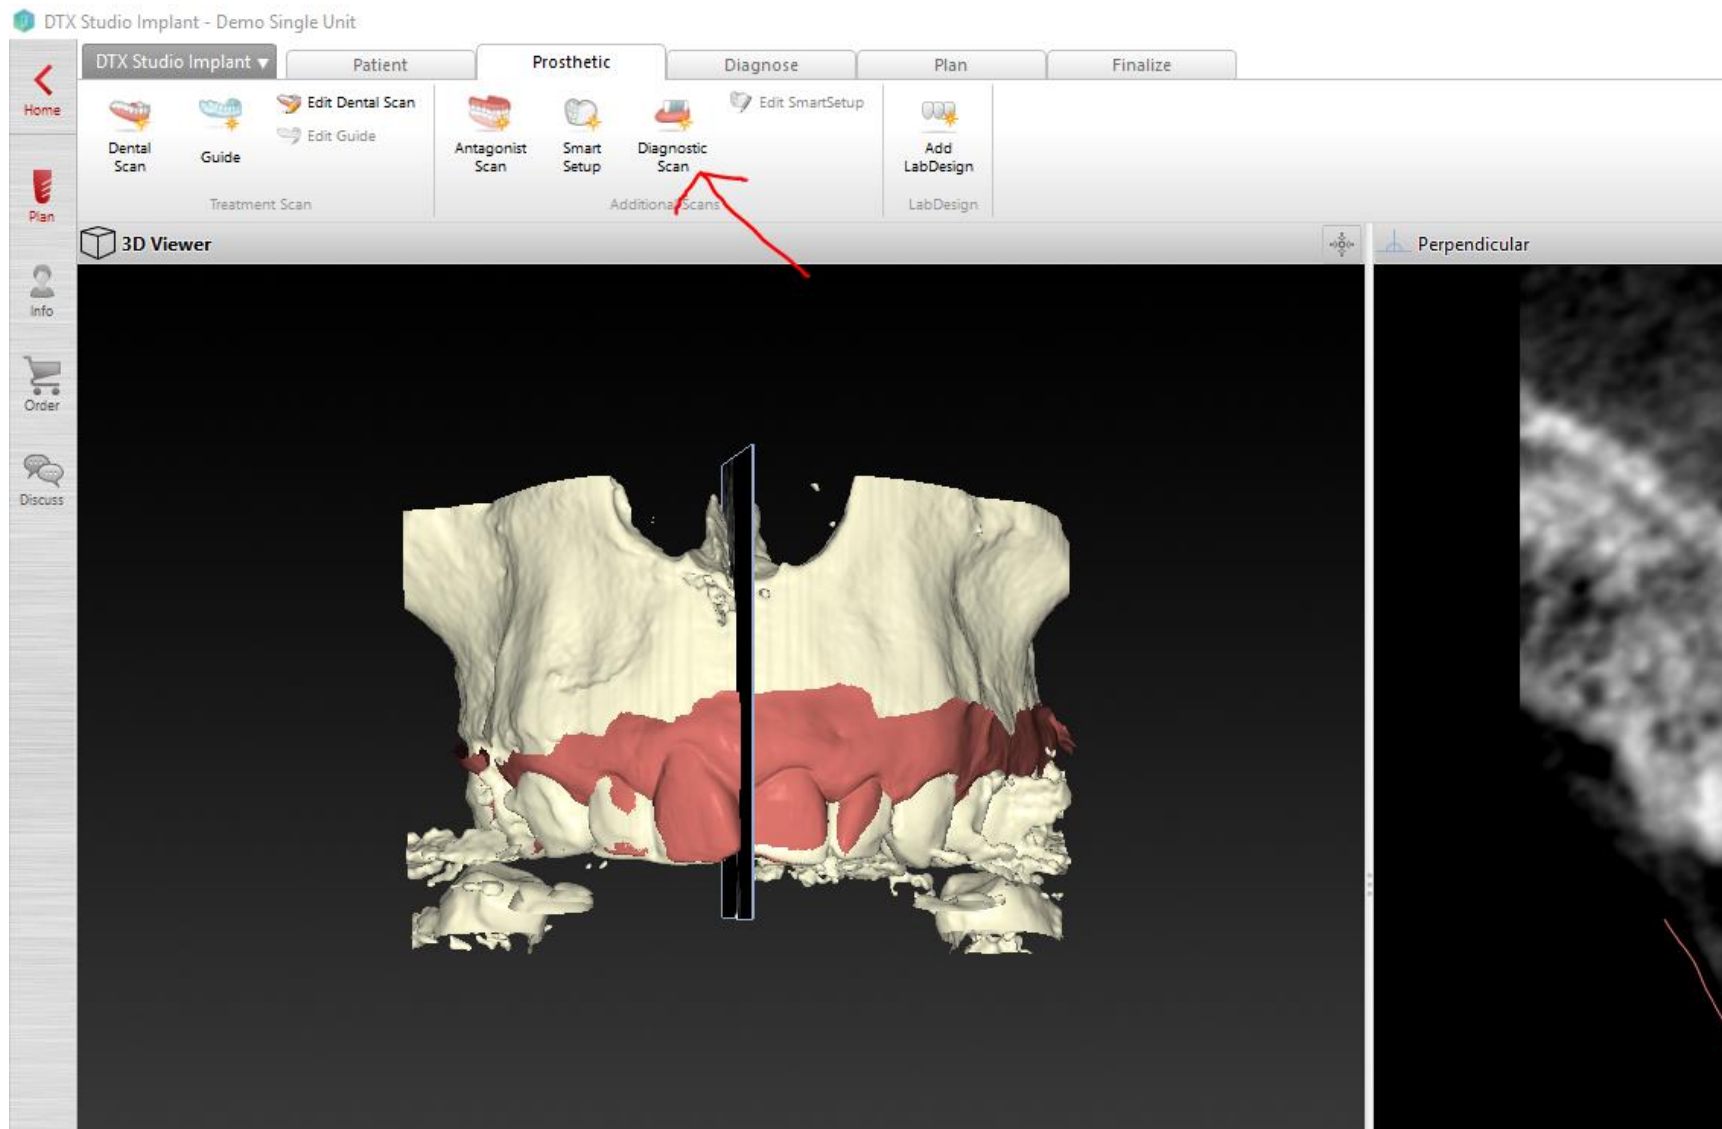 DTX Studio Implant - Demo Single Unit
DTX Studio Implant ▼
Patient
Prosthetic
Diagnose
Plan
Finalize
Home
Dental
Scan
Guide
Edit Dental Scan
Edit Guide
Treatment Scan
Antagonist
Scan
Smart
Setup
Diagnostic
Scan
Edit SmartSetup
Additional Scans
Add
LabDesign
LabDesign
Plan
3D Viewer
Perpendicular
Info
Order
Discuss